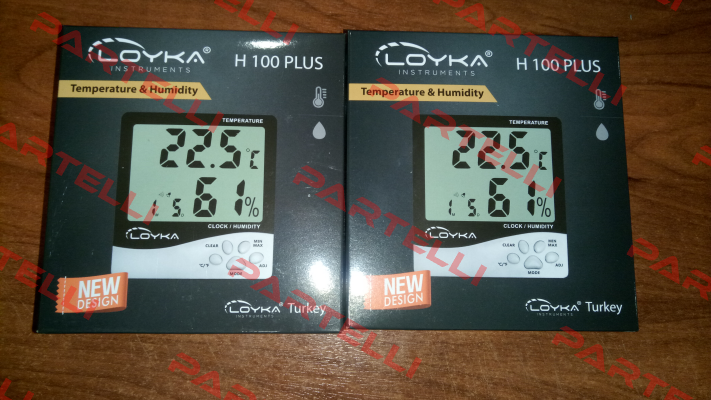 LOYKA®
INSTRUMENTS
H 100 PLUS
Temperature & Humidity
TEMPERATURE
22.5°C
61%
CLOCK / HUMIDITY
LOYKA
CLEAR
MIN
MAX
°C/°F
ADJ
MODE
NEW
DESIGN
LOYKA
INSTRUMENTS
Turkey
LOYKA®
INSTRUMENTS
H 100 PLUS
Temperature & Humidity
TEMPERATURE
22.5°C
61%
CLOCK / HUMIDITY
LOYKA
CLEAR
MIN
MAX
°C/°F
ADJ
MODE
NEW
DESIGN
LOYKA
INSTRUMENTS
Turkey
PARTELLI
PARTELLI
PARTELLI
PARTELLI
PARTELLI
PARTELLI